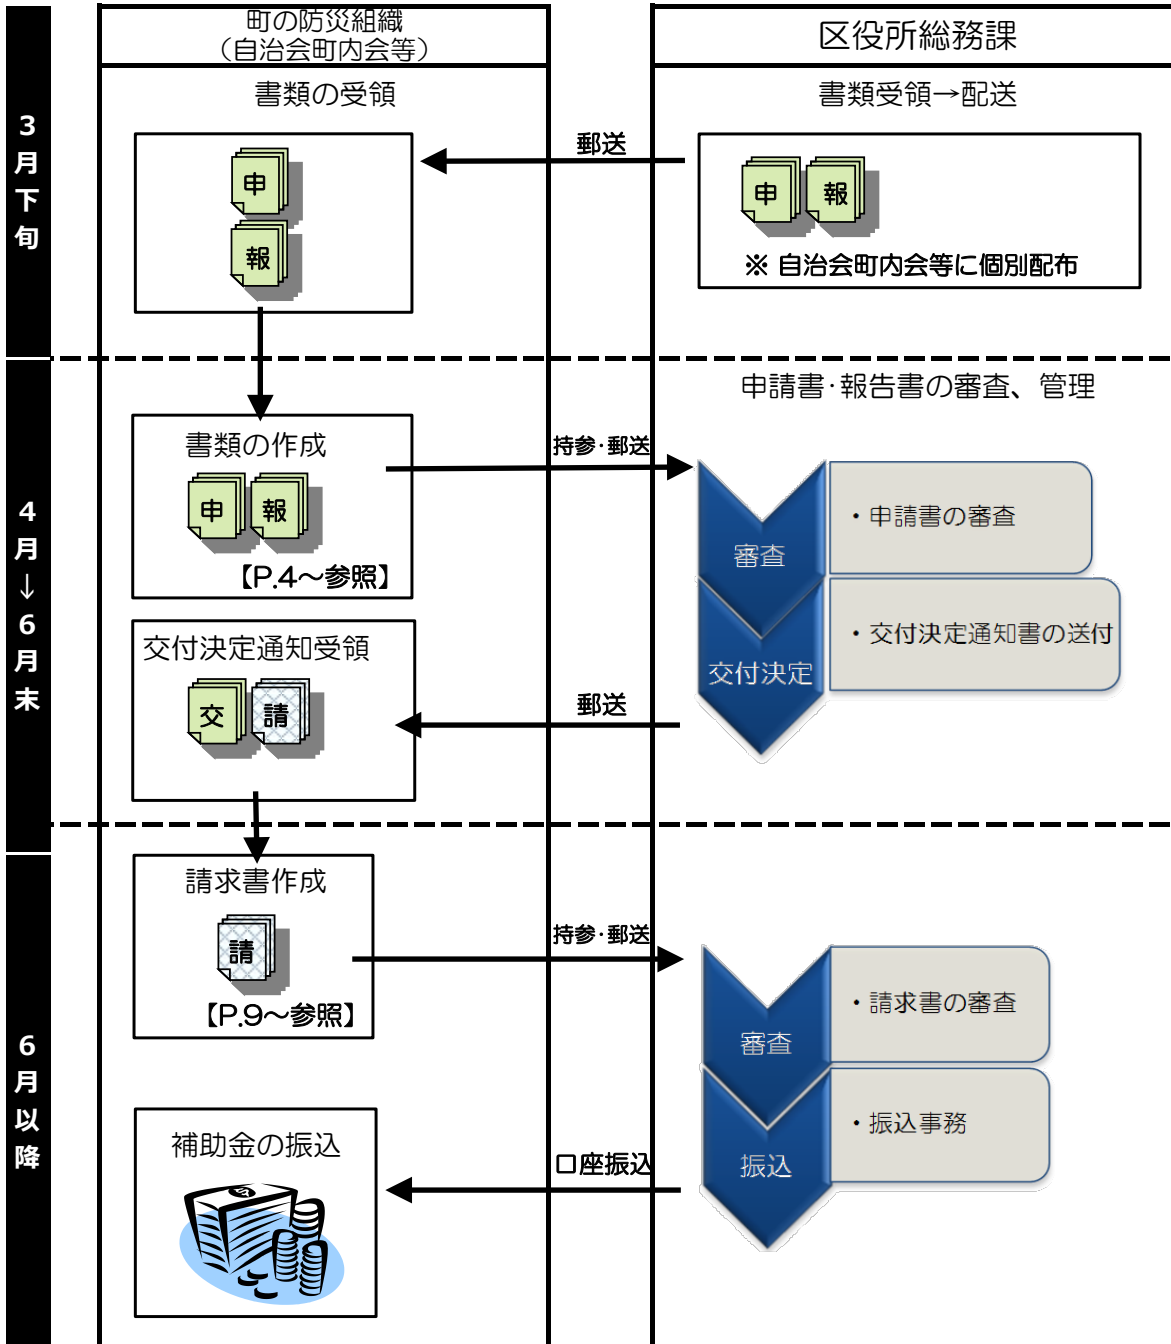 町の防災組織
（自治会町内会等）
区役所総務課
3月下旬
書類の受領
書類受領→配送
申
報
郵送
申
報
※ 自治会町内会等に個別配布
4月↓6月末
申請書・報告書の審査、管理
書類の作成
申
報
【P.4～参照】
持参・郵送
審査
・申請書の審査
交付決定
・交付決定通知書の送付
交付決定通知受領
交
請
郵送
6月以降
請求書作成
請
【P.9～参照】
持参・郵送
審査
・請求書の審査
振込
・振込事務
補助金の振込
口座振込